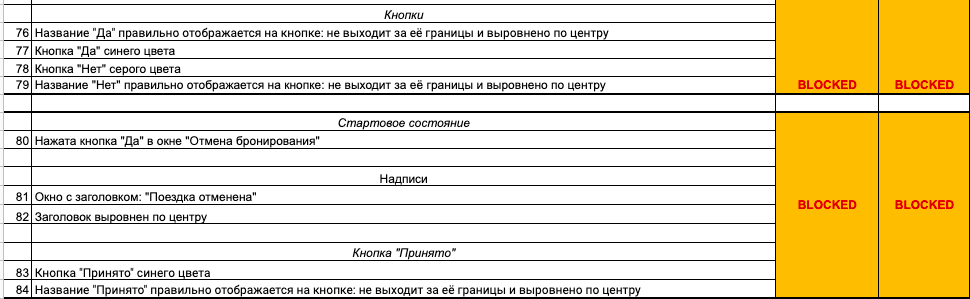 Кнопки
76 Название "Да" правильно отображается на кнопке: не выходит за её границы и выровнено по центру
77 Кнопка "Да" синего цвета
78 Кнопка "Нет" серого цвета
79 Название "Нет" правильно отображается на кнопке: не выходит за её границы и выровнено по центру BLOCKED BLOCKED
Стартовое состояние
80 Нажата кнопка "Да" в окне "Отмена бронирования"
Надписи
81 Окно с заголовком: "Поездка отменена"
BLOCKED BLOCKED
82 Заголовок выровнен по центру
Кнопка "Принято"
83 Кнопка "Принято" синего цвета
84 Название "Принято" правильно отображается на кнопке: не выходит за её границы и выровнено по центру